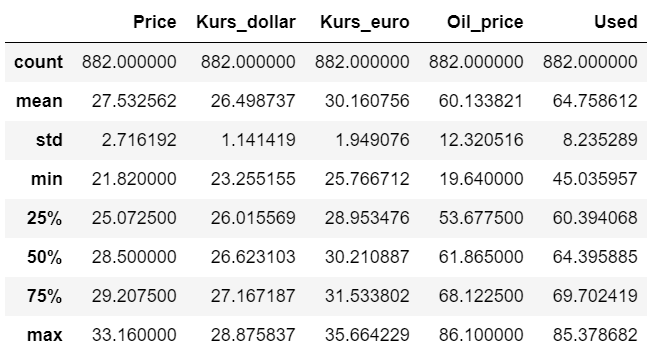 Price Kurs_dollar Kurs_euro Oil_price Used
count 882.000000 882.000000 882.000000 882.000000 882.000000
mean 27.532562 26.498737 30.160756 60.133821 64.758612
std 2.716192 1.141419 1.949076 12.320516 8.235289
min 21.820000 23.255155 25.766712 19.640000 45.035957
25% 25.072500 26.015569 28.953476 53.677500 60.394068
50% 28.500000 26.623103 30.210887 61.865000 64.395885
75% 29.207500 27.167187 31.533802 68.122500 69.702419
max 33.160000 28.875837 35.664229 86.100000 85.378682